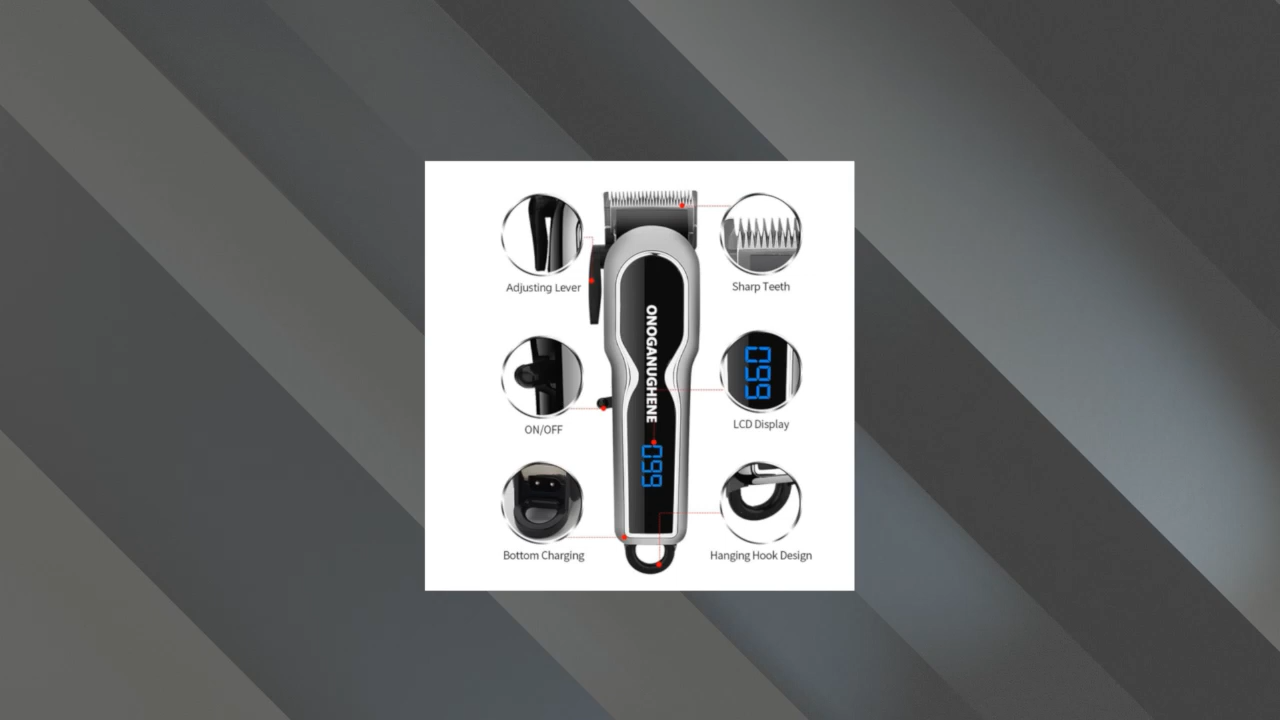 Adjusting Lever
Sharp Teeth
ONOGANUGHENE
ON/OFF
LCD Display
099
099
Bottom Charging
Hanging Hook Design